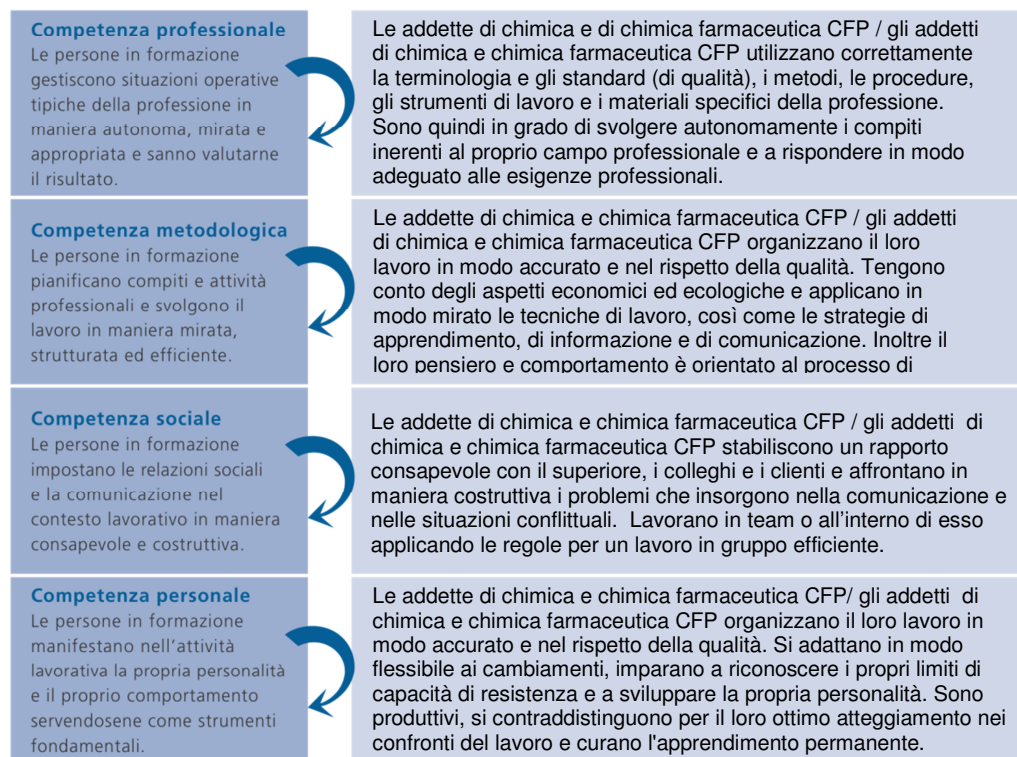 Competenza professionale
Le persone in formazione
gestiscono situazioni operative
tipiche della professione in
maniera autonoma, mirata e
appropriata e sanno valutarne
il risultato.
Le addette di chimica e di chimica farmaceutica CFP / gli addetti
di chimica e chimica farmaceutica CFP utilizzano correttamente
la terminologia e gli standard (di qualità), i metodi, le procedure,
gli strumenti di lavoro e i materiali specifici della professione.
Sono quindi in grado di svolgere autonomamente i compiti
inerenti al proprio campo professionale e a rispondere in modo
adeguato alle esigenze professionali.
Competenza metodologica
Le persone in formazione
pianificano compiti e attività
professionali e svolgono il
lavoro in maniera mirata,
strutturata ed efficiente.
Le addette di chimica e chimica farmaceutica CFP / gli addetti
di chimica e chimica farmaceutica CFP organizzano il loro
lavoro in modo accurato e nel rispetto della qualità. Tengono
conto degli aspetti economici ed ecologiche e applicano in
modo mirato le tecniche di lavoro, così come le strategie di
apprendimento, di informazione e di comunicazione. Inoltre il
loro pensiero e comportamento è orientato al processo di
Competenza sociale
Le persone in formazione
impostano le relazioni sociali
e la comunicazione nel
contesto lavorativo in maniera
consapevole e costruttiva.
Le addette di chimica e chimica farmaceutica CFP / gli addetti di
chimica e chimica farmaceutica CFP stabiliscono un rapporto
consapevole con il superiore, i colleghi e i clienti e affrontano in
maniera costruttiva i problemi che insorgono nella comunicazione e
nelle situazioni conflittuali. Lavorano in team o all'interno di esso
applicando le regole per un lavoro in gruppo efficiente.
Competenza personale
Le persone in formazione
manifestano nell'attività
lavorativa la propria personalità
e il proprio comportamento
servendosene come strumenti
fondamentali.
Le addette di chimica e chimica farmaceutica CFP/ gli addetti di
chimica e chimica farmaceutica CFP organizzano il loro lavoro in
modo accurato e nel rispetto della qualità. Si adattano in modo
flessibile ai cambiamenti, imparano a riconoscere i propri limiti di
capacità di resistenza e a sviluppare la propria personalità. Sono
produttivi, si contraddistinguono per il loro ottimo atteggiamento nei
confronti del lavoro e curano l'apprendimento permanente.